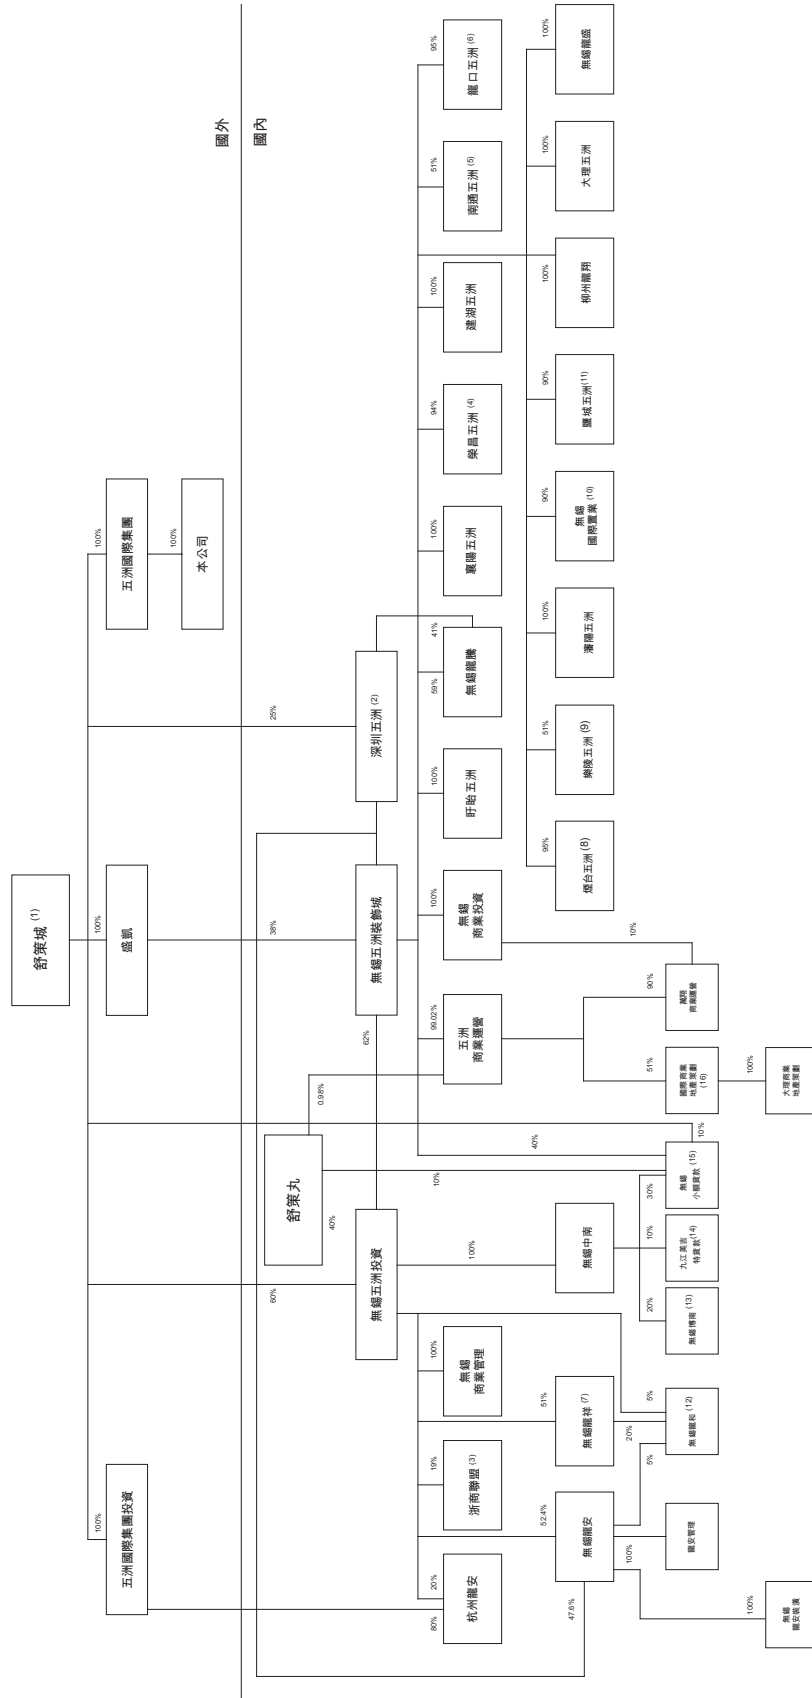 舒策城 (1)
100%
100%
100%
五洲國際集團投資
盛凱
五洲國際集團
100%
本公司
國外
國內
60%
40%
舒策丸
0.98%
62%
38%
25%
無錫五洲投資
無錫五洲裝飾城
深圳五洲 (2)
80%
20%
杭州龍安
19%
浙商聯盟 (3)
100%
無錫
商業管理
99.02%
五洲
商業運營
100%
無錫
商業投資
100%
盱眙五洲
59%
41%
無錫龍騰
100%
襄陽五洲
94%
榮昌五洲 (4)
100%
建湖五洲
51%
南通五洲 (5)
95%
龍口五洲 (6)
47.6%
52.4%
無錫龍安
51%
無錫龍祥 (7)
100%
無錫中南
10%
40%
95%
煙台五洲 (8)
51%
樂陵五洲 (9)
100%
瀋陽五洲
90%
無錫
國際置業 (10)
90%
鹽城五洲(11)
100%
柳州龍翔
100%
大理五洲
100%
無錫龍盛
100%
龍安管理
5%
20%
5%
無錫龍和 (12)
20%
無錫博南 (13)
10%
九江美吉
特貸款(14)
30%
10%
無錫
小額貸款 (15)
51%
國際商業
地產策劃
(16)
90%
10%
萬翔
商業運營
100%
無錫
龍安裝潢
100%
大理商業
地產策劃